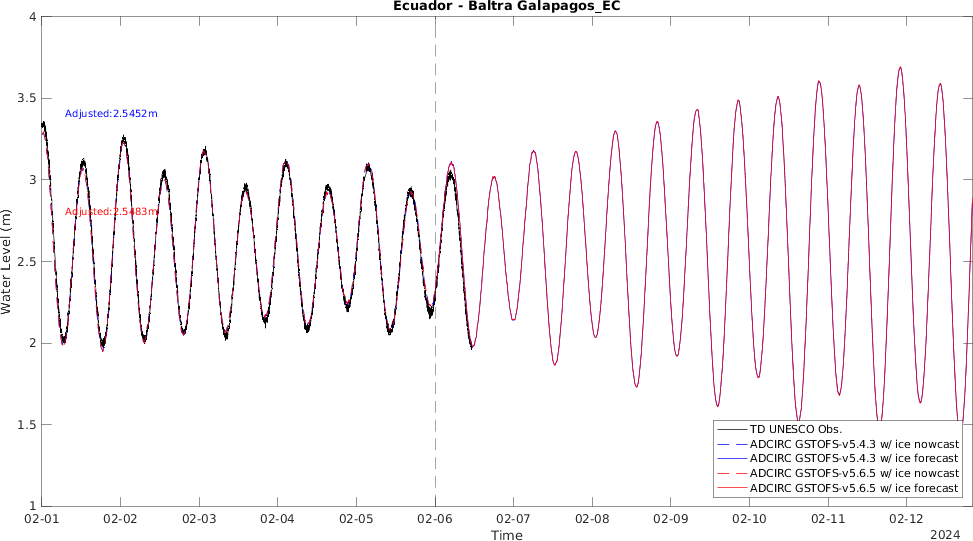 Ecuador - Baltra Galapagos_EC
4
3.5
3
2.5
2
1.5
1
Water Level (m)
Adjusted:2.5452m
Adjusted:2.5483m
TD UNESCO Obs.
ADCIRC GSTOFS-v5.4.3 w/ ice nowcast
ADCIRC GSTOFS-v5.4.3 w/ ice forecast
ADCIRC GSTOFS-v5.6.5 w/ ice nowcast
ADCIRC GSTOFS-v5.6.5 w/ ice forecast
02-01 02-02 02-03 02-04 02-05 02-06 02-07 02-08 02-09 02-10 02-11 02-12
Time
2024